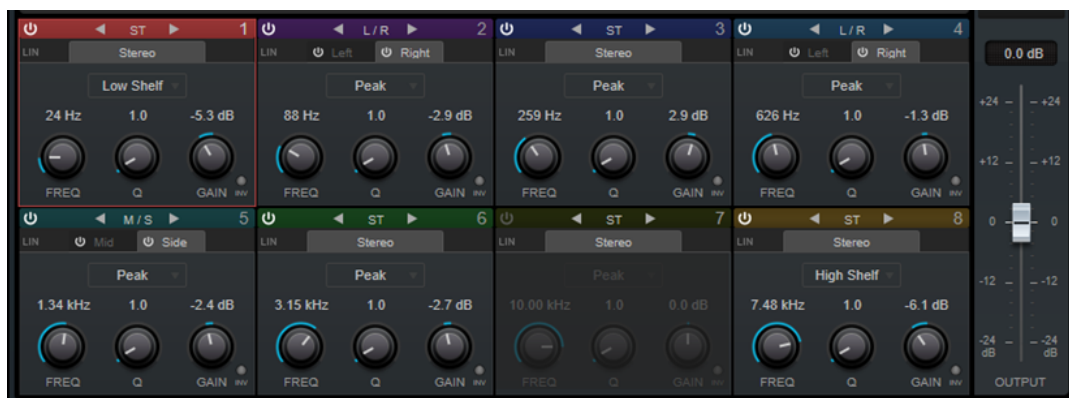 ST 1 L / R 2 ST 3 L / R 4
LIN Stereo LIN Left Right LIN Stereo LIN Left Right
0.0 dB
Low Shelf Peak Peak Peak
24 Hz 1.0 -5.3 dB 88 Hz 1.0 -2.9 dB 259 Hz 1.0 2.9 dB 626 Hz 1.0 -1.3 dB
+24 +24
+12 +12
FREQ Q GAIN INV FREQ Q GAIN INV FREQ Q GAIN INV FREQ Q GAIN INV
M / S 5 ST 6 ST 7 ST 8
0 0
LIN Mid Side LIN Stereo LIN Stereo LIN Stereo
Peak Peak Peak High Shelf
-12 -12
1.34 kHz 1.0 -2.4 dB 3.15 kHz 1.0 -2.7 dB 10.00 kHz 1.0 0.0 dB 7.48 kHz 1.0 -6.1 dB
-24 -24
dB dB
FREQ Q GAIN INV FREQ Q GAIN INV FREQ Q GAIN INV FREQ Q GAIN INV
OUTPUT